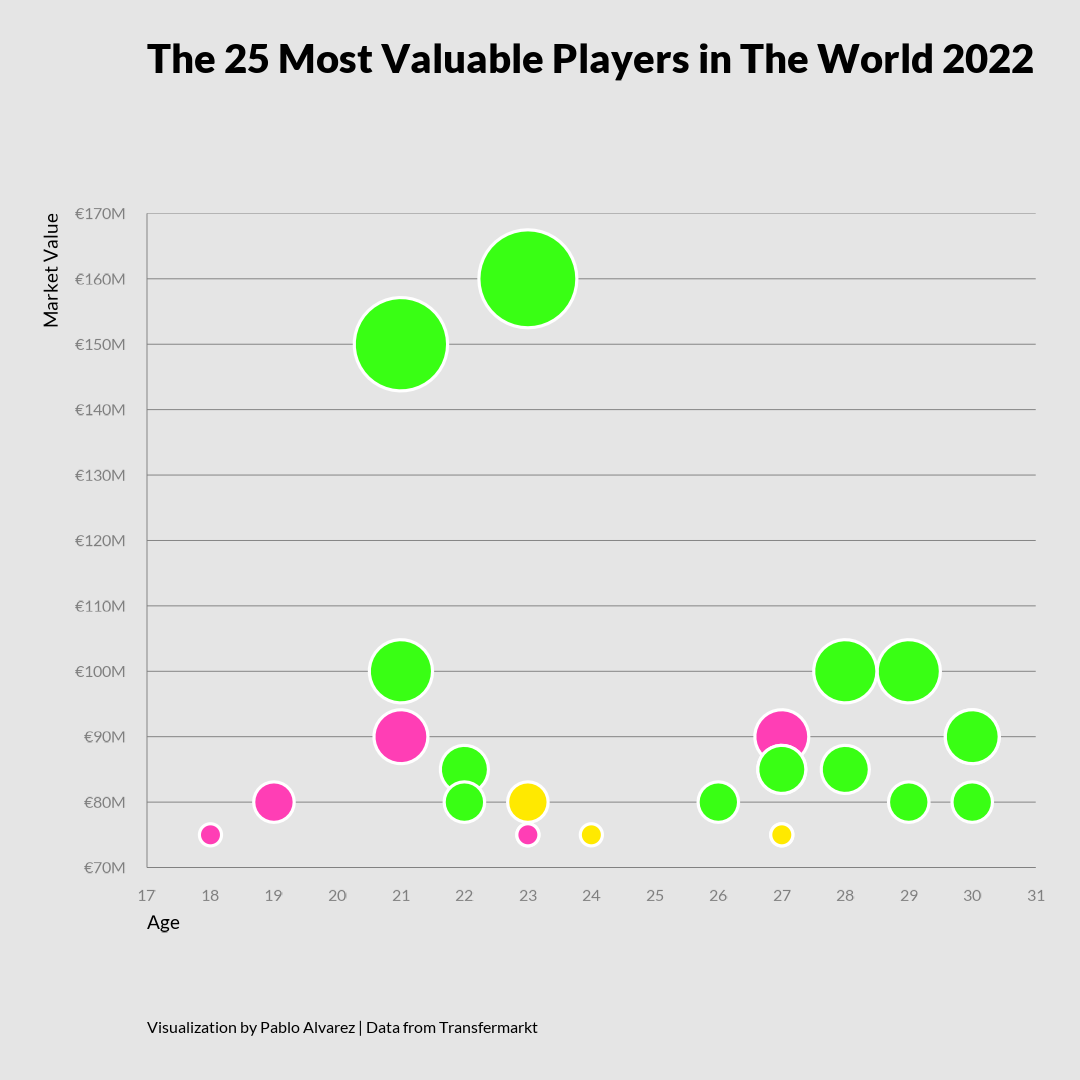 The 25 Most Valuable Players in The World 2022
Market Value
€170M
€160M
€150M
€140M
€130M
€120M
€110M
€100M
€90M
€80M
€70M
17 18 19 20 21 22 23 24 25 26 27 28 29 30 31
Age
Visualization by Pablo Alvarez | Data from Transfermarkt